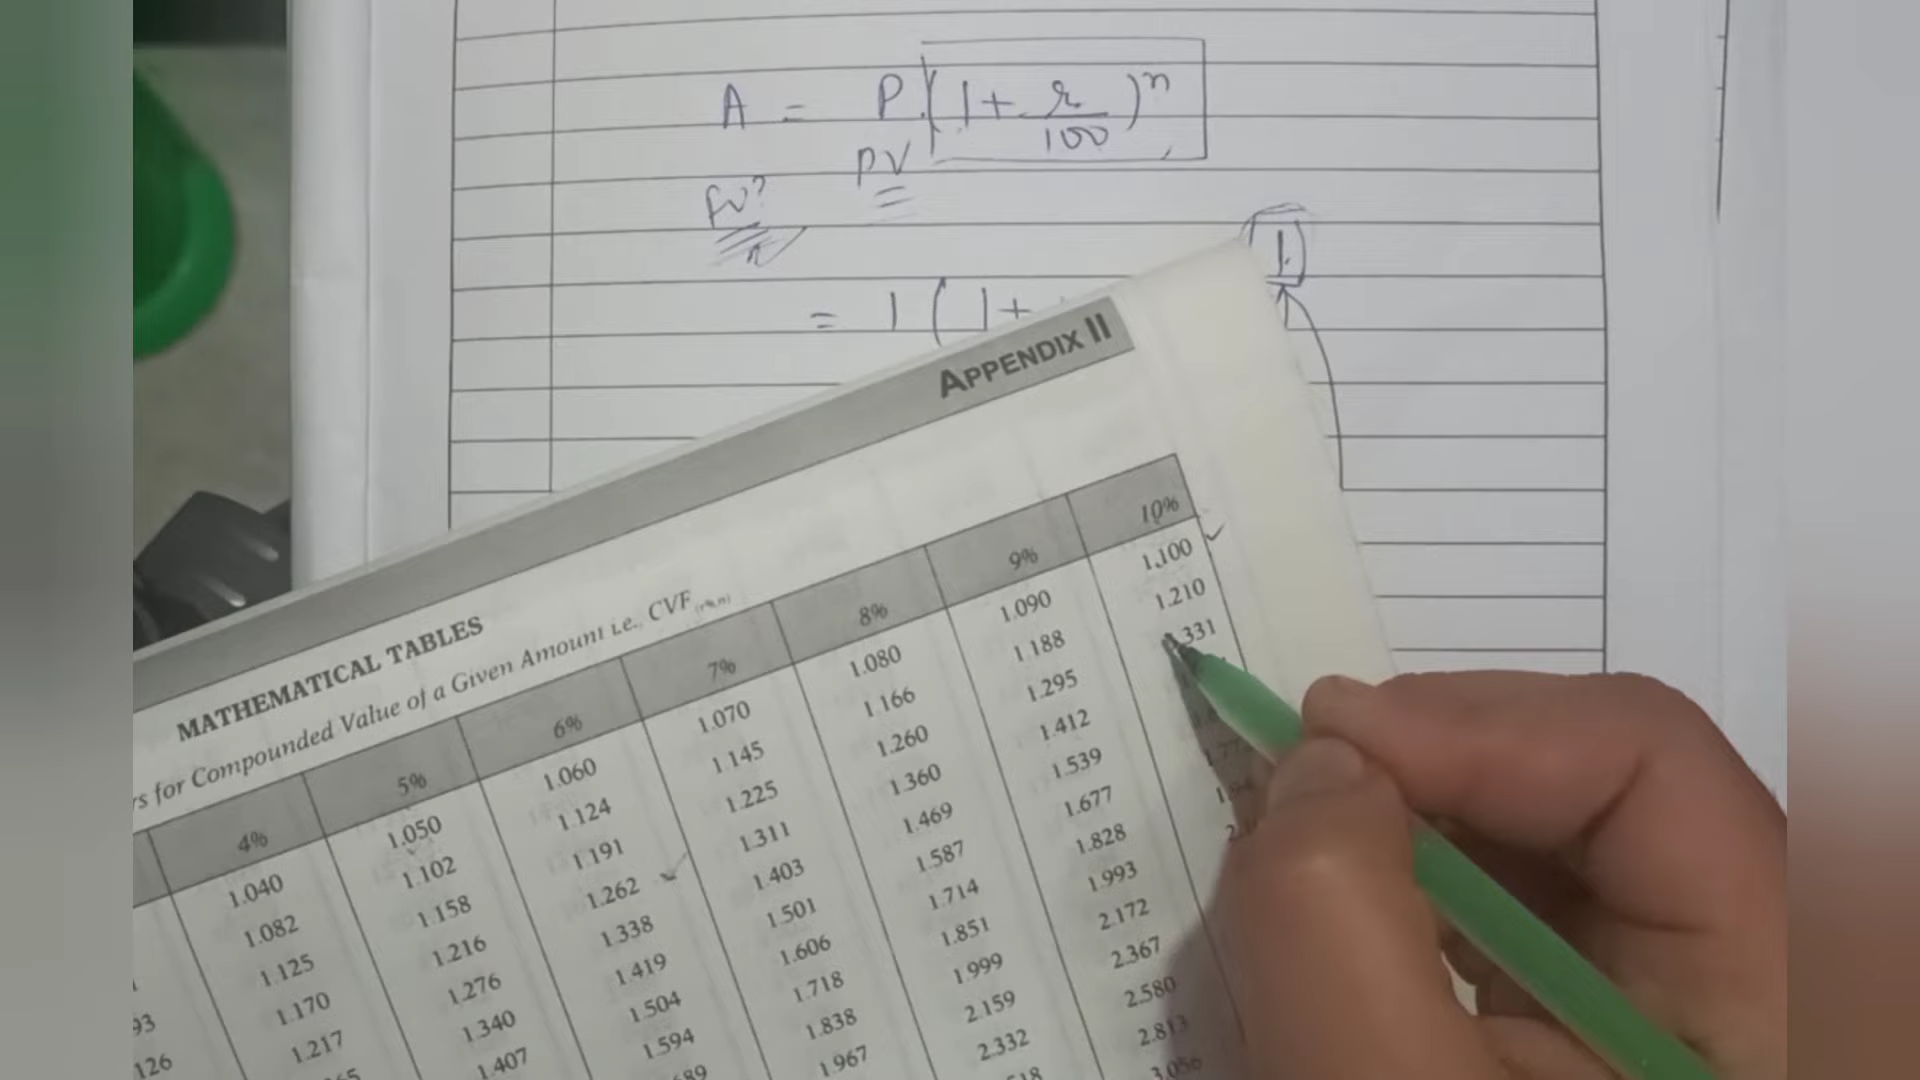 A = P (1 + r/100)^n
FV? PV
1.
= 1 ( 1 +
APPENDIX II
MATHEMATICAL TABLES
for Compounded Value of a Given Amount i.e., CVF
4% 5% 6% 7% 8% 9% 10%
1.040 1.050 1.060 1.070 1.080 1.090 1.100
1.082 1.102 1.124 1.145 1.166 1.188 1.210
1.125 1.158 1.191 1.225 1.260 1.295 331
1.170 1.216 1.262 1.311 1.360 1.412
1.217 1.276 1.338 1.403 1.469 1.539
1.340 1.419 1.501 1.587 1.677
1.407 1.504 1.606 1.714 1.828
1.594 1.718 1.851 1.993
1.838 1.999 2.172
1.967 2.159 2.367
2.332 2.580
2.813